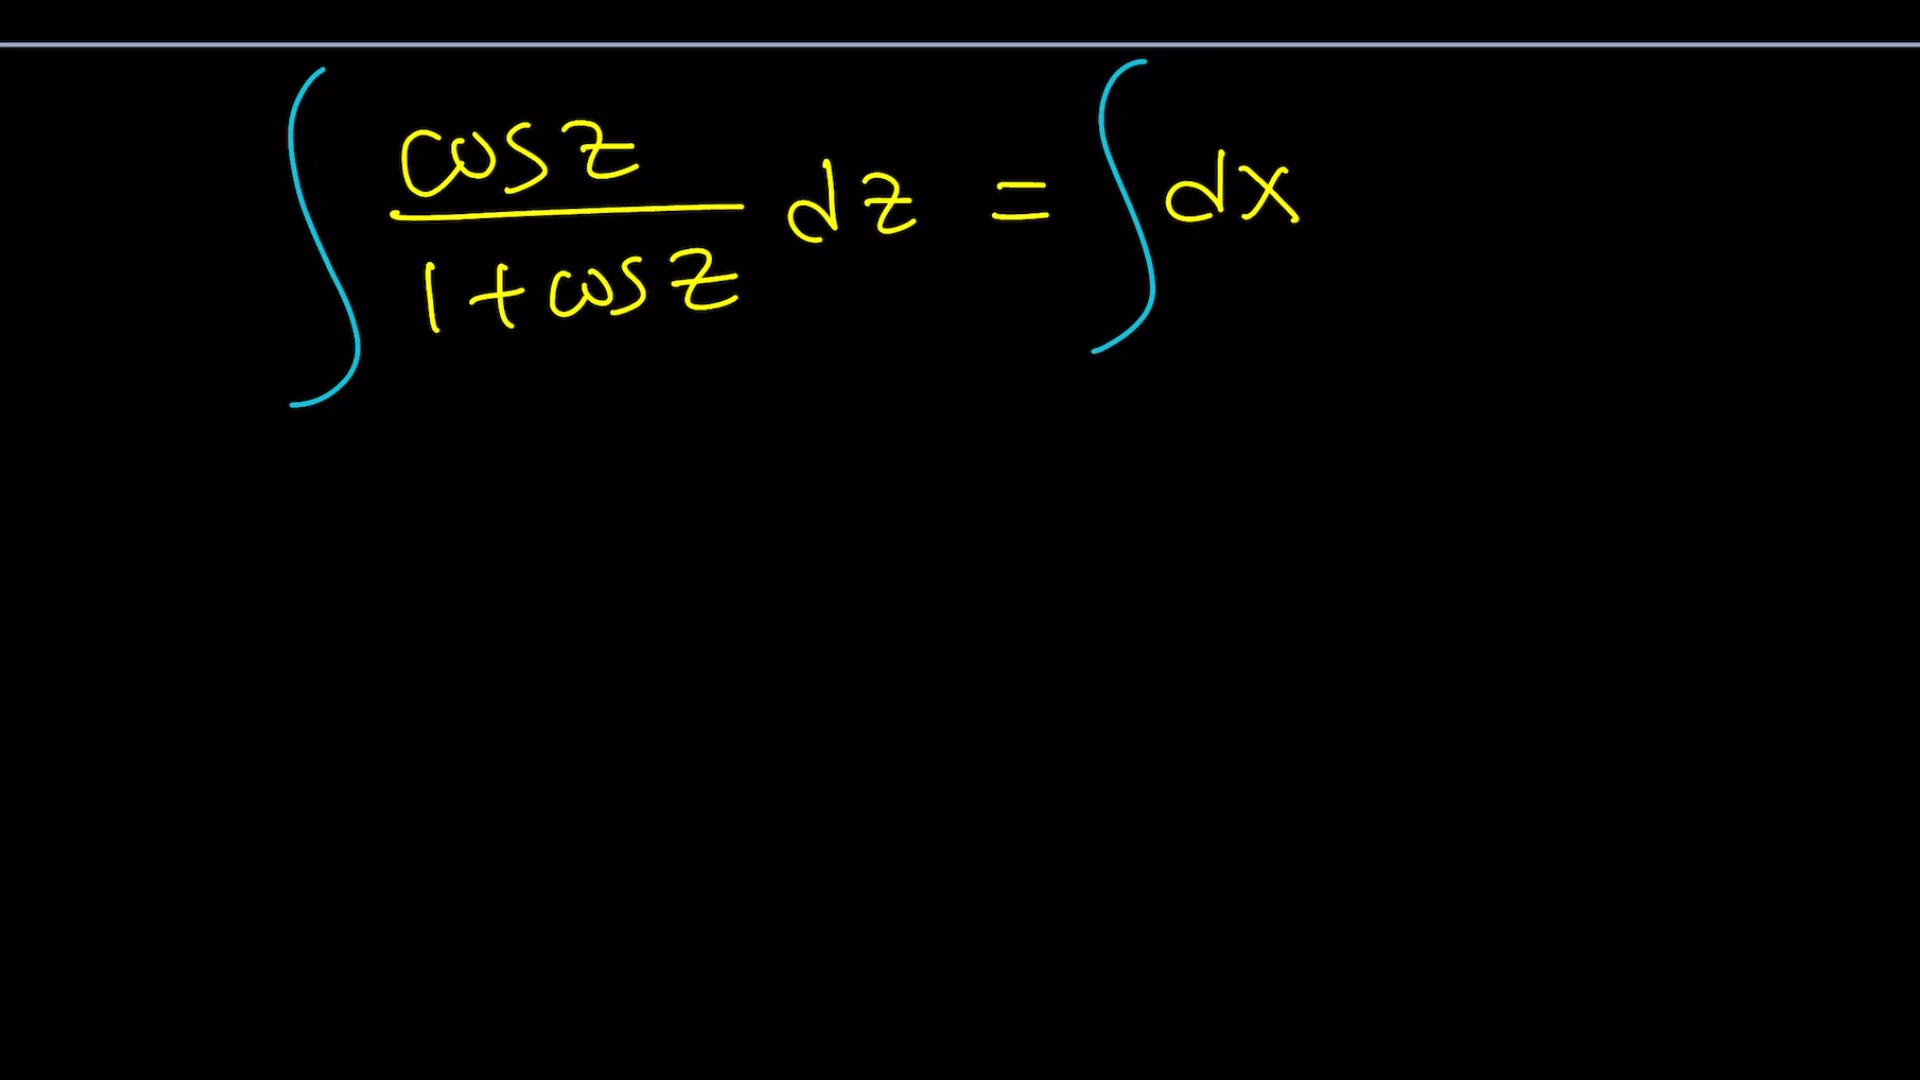 ∫ cos z / (1 + cos z) dz = ∫ dx